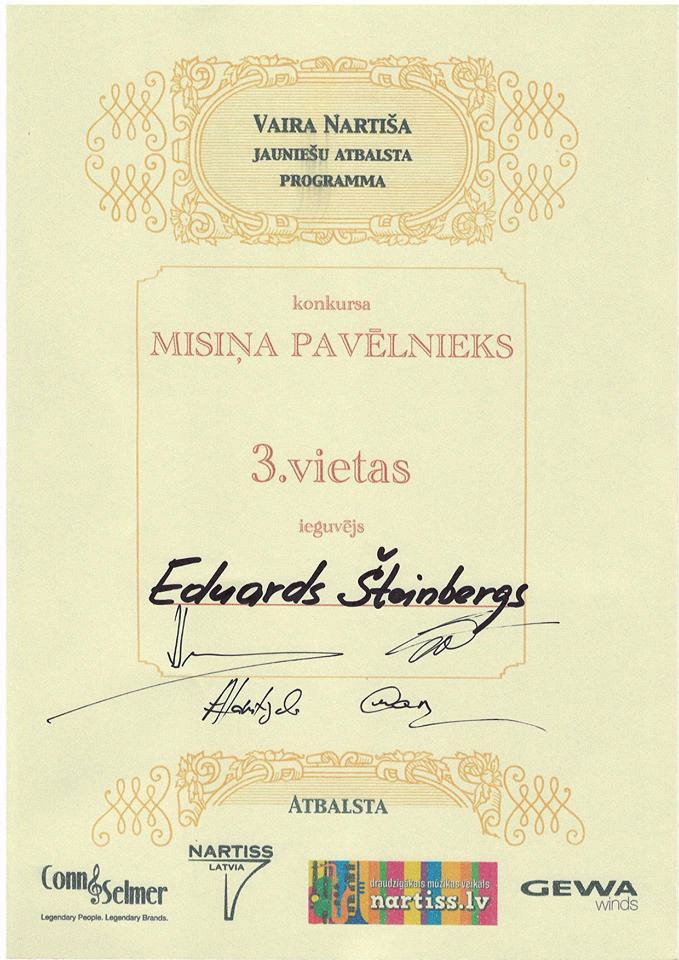 VAIRA NARTIŠA
JAUNIEŠU ATBALSTA
PROGRAMMA
konkursa
MISIŅA PAVĒLNIEKS
3.vietas
ieguvējs
Eduards Šteinbergs
ATBALSTA
Conn & Selmer
Legendary People. Legendary Brands.
NARTISS
LATVIA
draudzīgākais mūzikas veikals
nartiss.lv
GEWA
winds